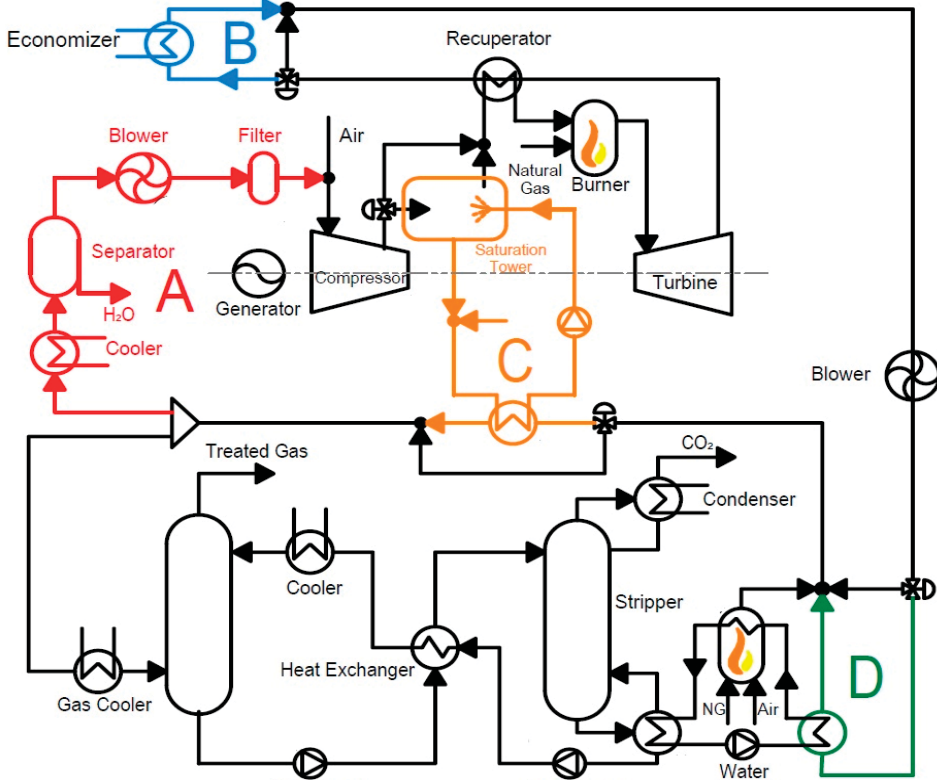 Economizer
B
Recuperator
Blower
Filter
Air
Natural
Gas
Burner
Separator
A
H₂O
Saturation
Tower
Compressor
Turbine
Generator
Cooler
C
Blower
Treated Gas
CO₂
Condenser
Cooler
Stripper
Heat Exchanger
Gas Cooler
NG
Air
D
Water